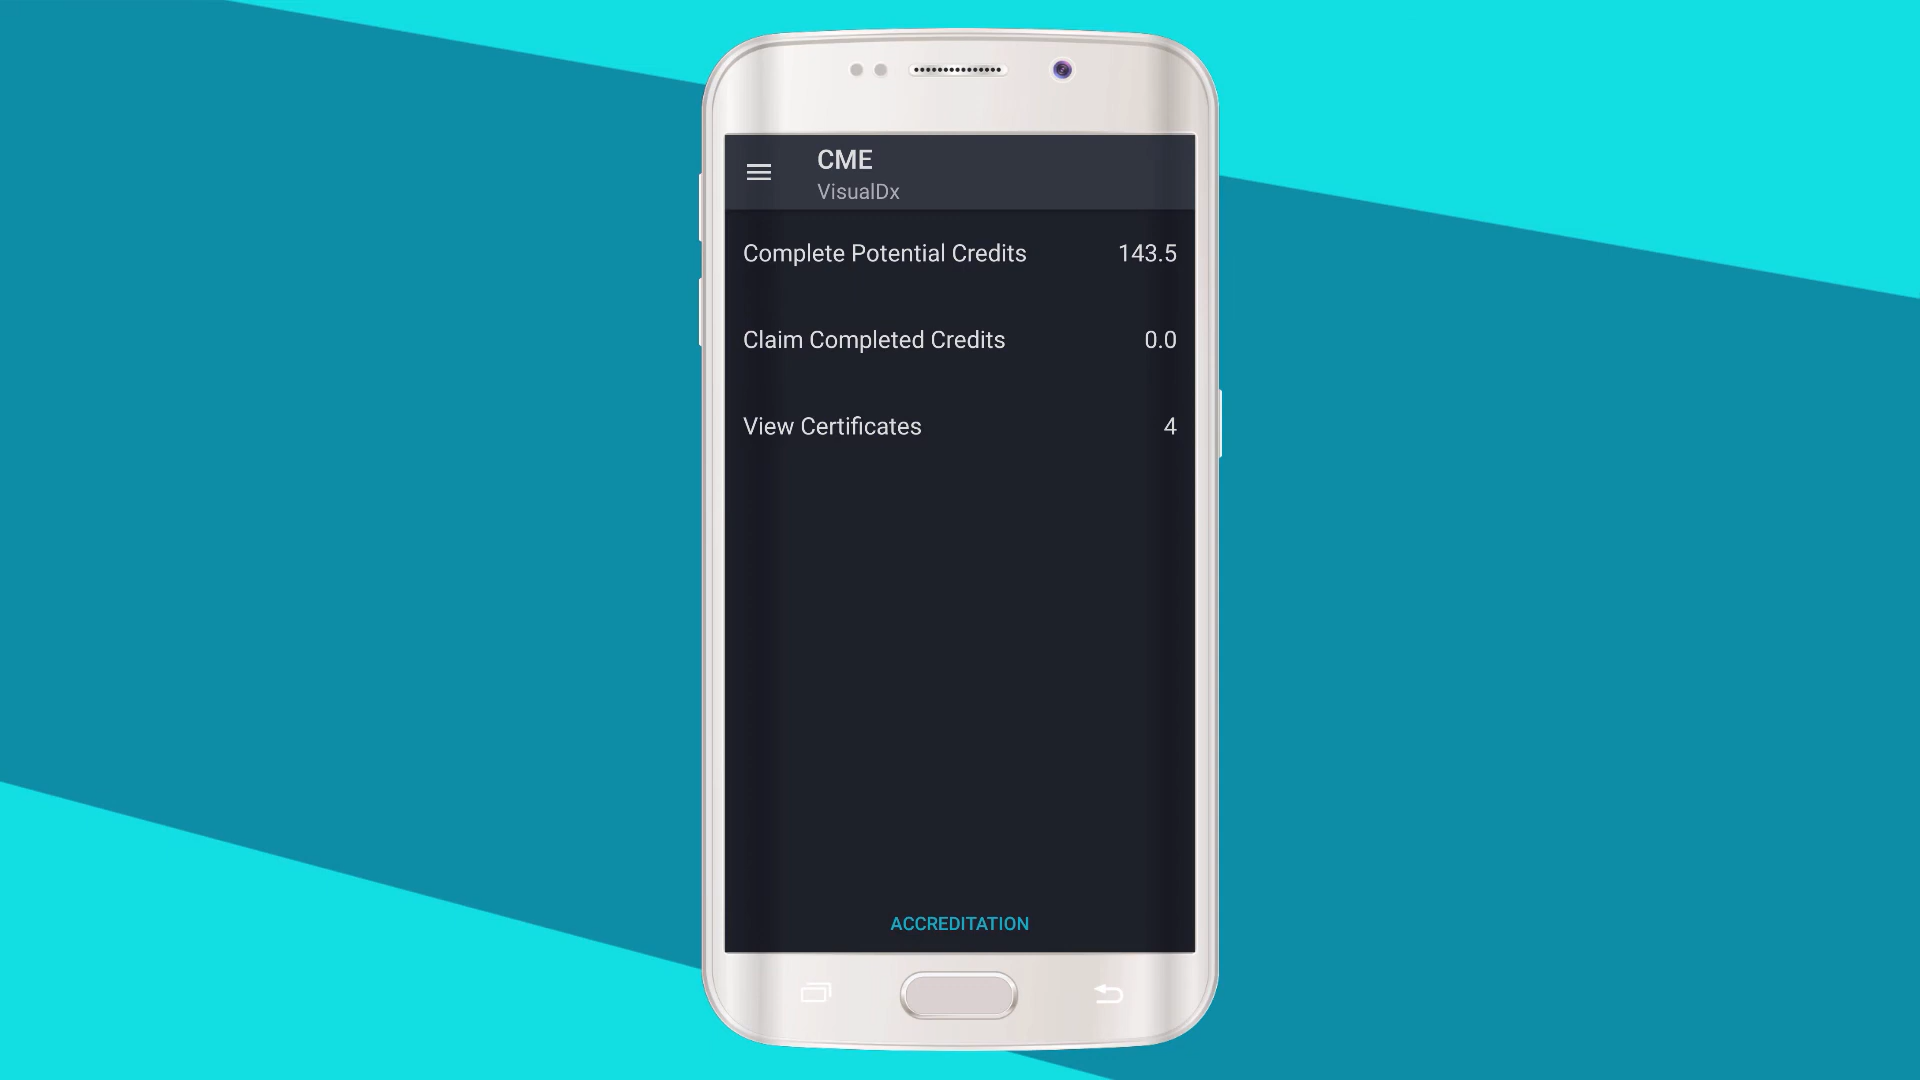 CME
VisualDx
Complete Potential Credits 143.5
Claim Completed Credits 0.0
View Certificates 4
ACCREDITATION